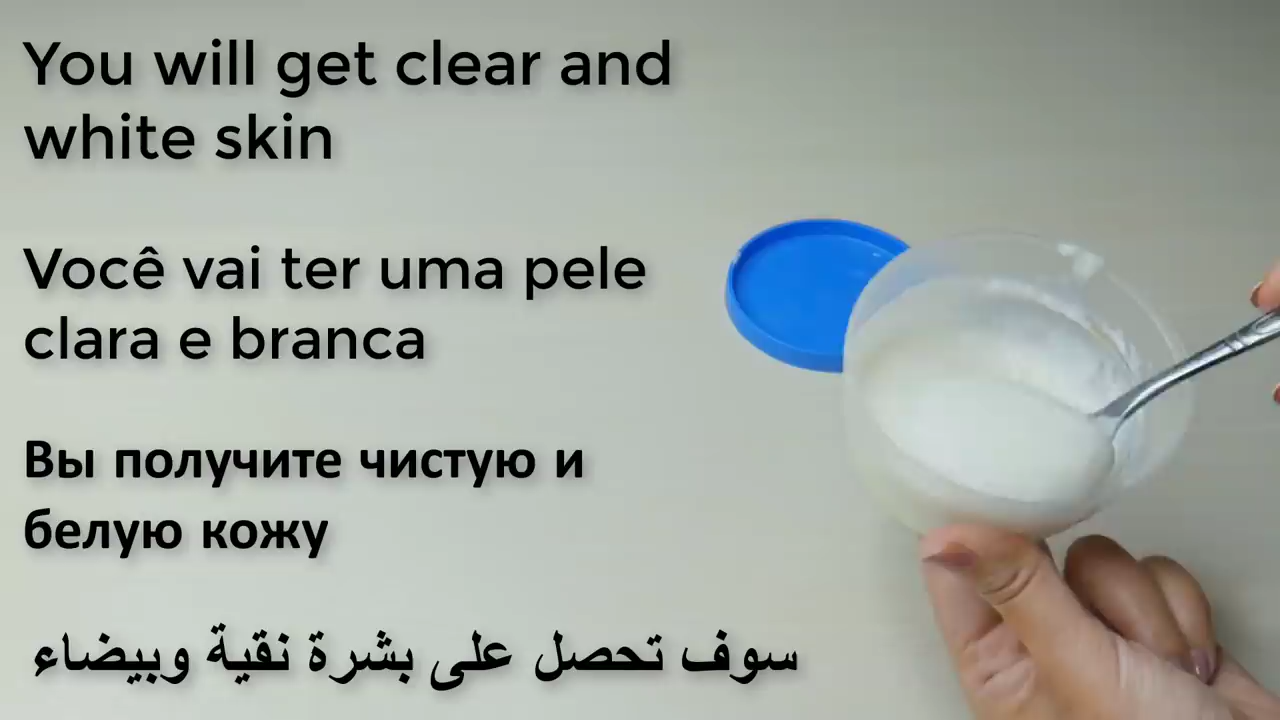 You will get clear and
white skin
Você vai ter uma pele
clara e branca
Вы получите чистую и
белую кожу
سوف تحصل على بشرة نقية وبيضاء